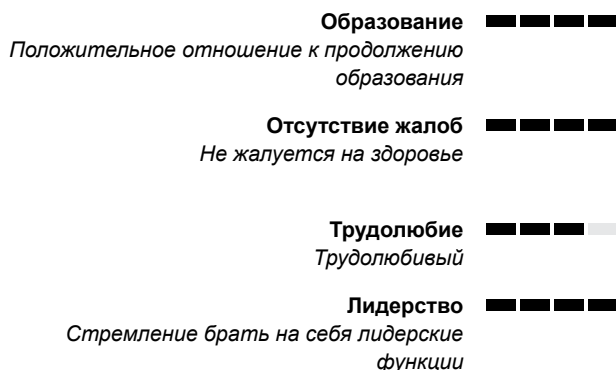 Образование
Положительное отношение к продолжению
образования
Отсутствие жалоб
Не жалуется на здоровье
Трудолюбие
Трудолюбивый
Лидерство
Стремление брать на себя лидерские
функции